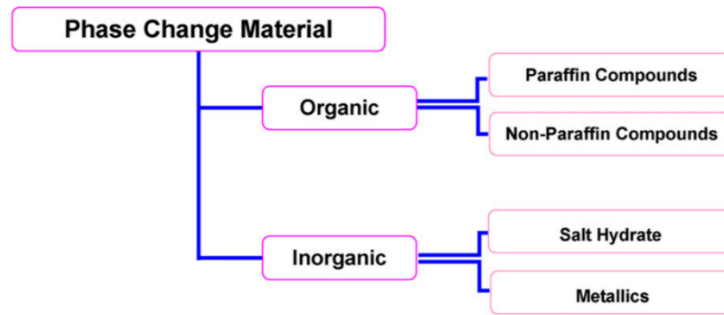 Phase Change Material
Organic
Paraffin Compounds
Non-Paraffin Compounds
Inorganic
Salt Hydrate
Metallics